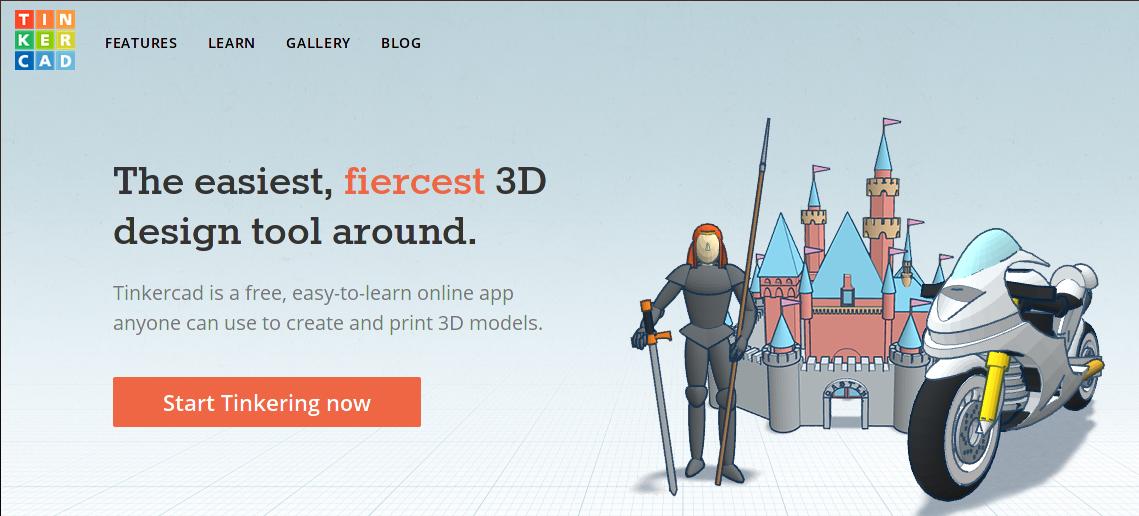 TIN
KER
CAD
FEATURES LEARN GALLERY BLOG
The easiest, fiercest 3D
design tool around.
Tinkercad is a free, easy-to-learn online app
anyone can use to create and print 3D models.
Start Tinkering now
CASTLE